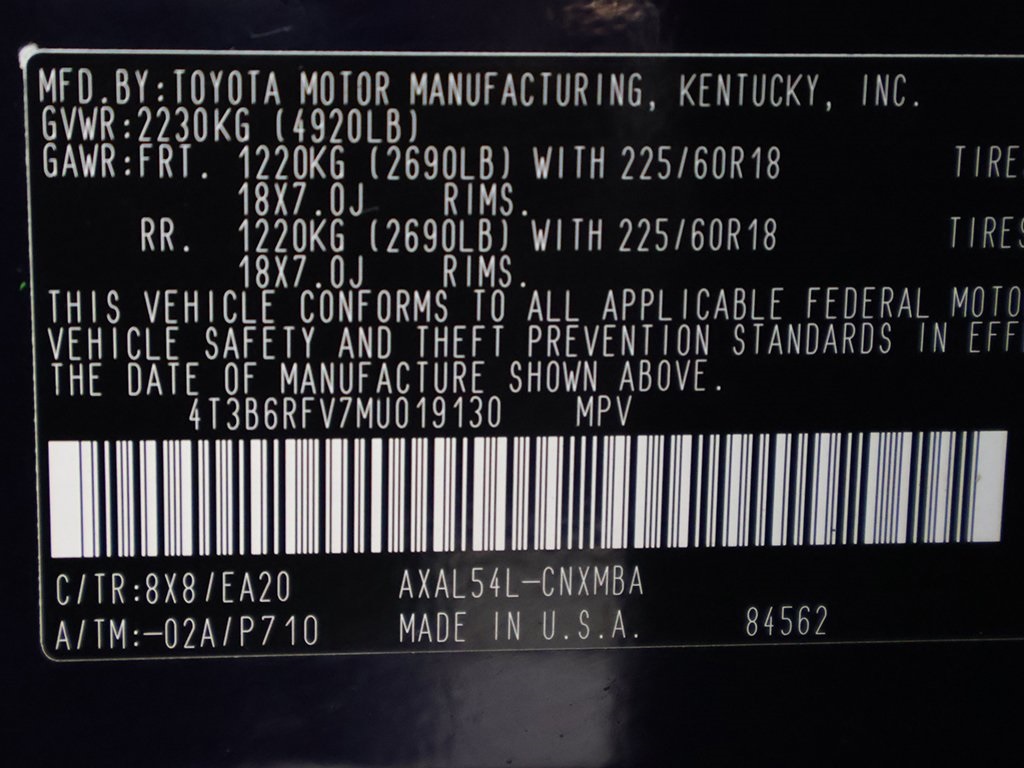 MFD.BY:TOYOTA MOTOR MANUFACTURING, KENTUCKY, INC.
GVWR:2230KG (4920LB)
GAWR:FRT. 1220KG (2690LB) WITH 225/60R18 TIRE
18X7.0J RIMS.
RR. 1220KG (2690LB) WITH 225/60R18 TIRES
18X7.0J RIMS.
THIS VEHICLE CONFORMS TO ALL APPLICABLE FEDERAL MOTO
VEHICLE SAFETY AND THEFT PREVENTION STANDARDS IN EFF
THE DATE OF MANUFACTURE SHOWN ABOVE.
4T3B6RFV7MU019130 MPV
C/TR:8X8/EA20 AXAL54L-CNXMBA
A/TM:-02A/P710 MADE IN U.S.A. 84562